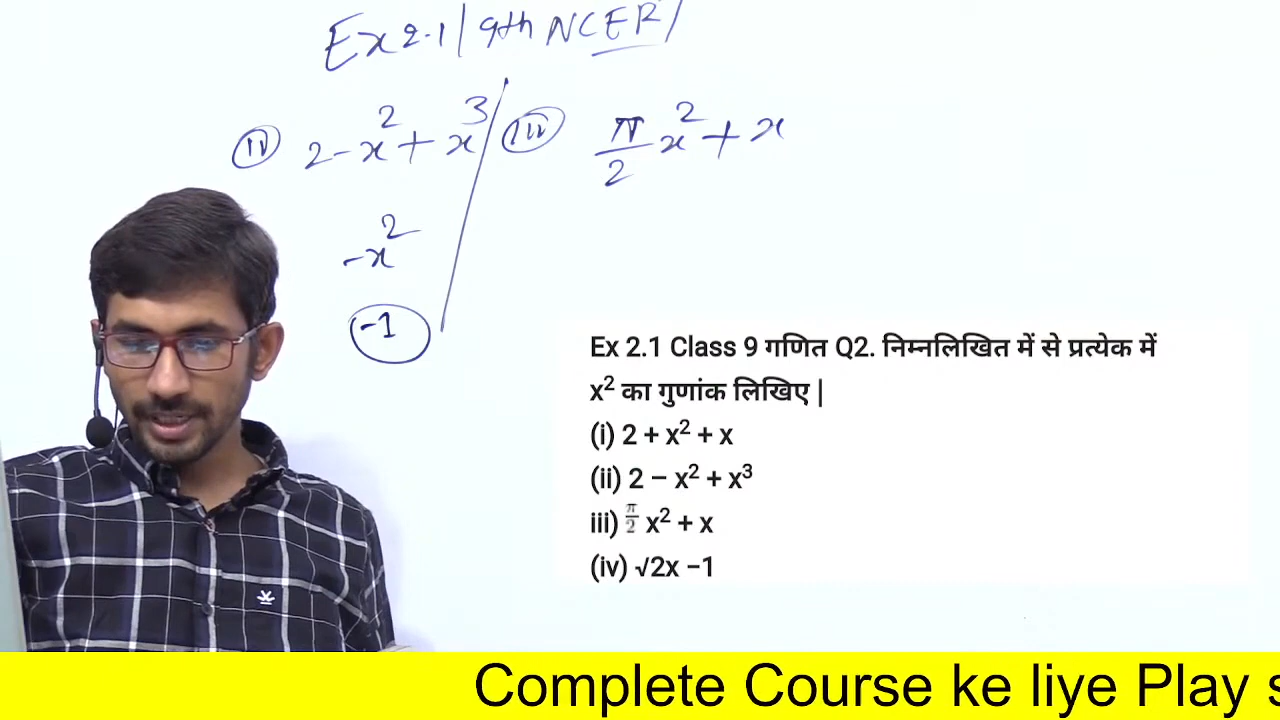 Ex 2.1 | 9th NCER/
(ii) 2-x²+x³
(iii) π/2 x²+x
-x²
-1
Ex 2.1 Class 9 गणित Q2. निम्नलिखित में से प्रत्येक में
x² का गुणांक लिखिए |
(i) 2 + x² + x
(ii) 2 − x² + x³
iii) π/2 x² + x
(iv) √2x −1
Complete Course ke liye Play s